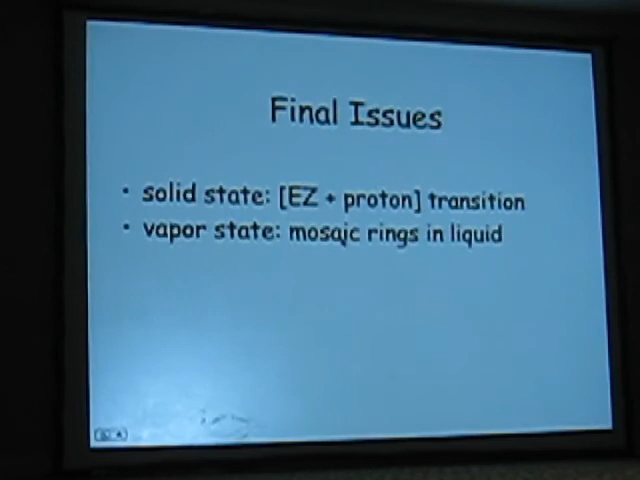 Final Issues
• solid state: [EZ + proton] transition
• vapor state: mosaic rings in liquid